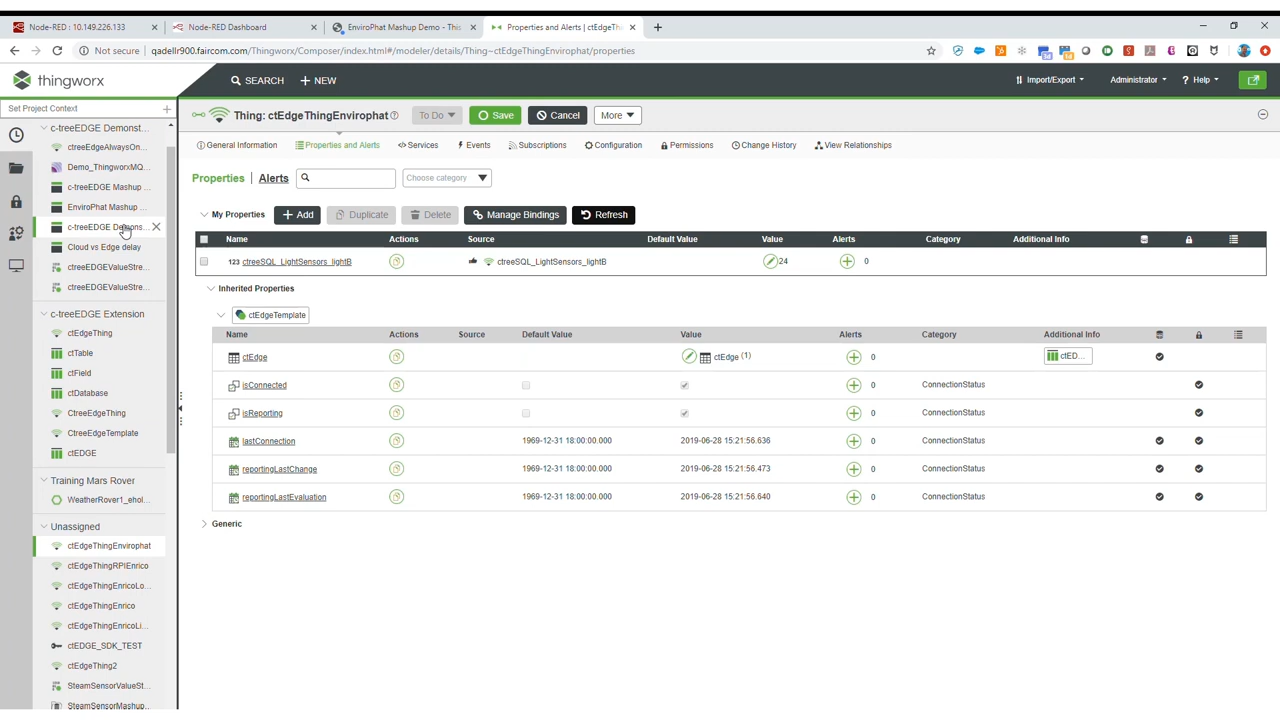 Node-RED : 10.149.226.133
Node-RED Dashboard
EnviroPhat Mashup Demo - This
Properties and Alerts | ctEdgeThi
Not secure | qadellr900.faircom.com/Thingworx/Composer/index.html#/modeler/details/Thing~ctEdgeThingEnvirophat/properties
thingworx
SEARCH
NEW
Import/Export
Administrator
? Help
Set Project Context
Thing: ctEdgeThingEnvirophat
To Do
Save
Cancel
More
General Information
Properties and Alerts
Services
Events
Subscriptions
Configuration
Permissions
Change History
View Relationships
Properties | Alerts
Choose category
My Properties
+ Add
Duplicate
Delete
Manage Bindings
Refresh
Name Actions Source Default Value Value Alerts Category Additional Info
123 ctreeSQL_LightSensors_lightB ctreeSQL_LightSensors_lightB 24 0
Inherited Properties
ctEdgeTemplate
Name Actions Source Default Value Value Alerts Category Additional Info
ctEdge ctEdge (1) 0 ctED...
isConnected 0 ConnectionStatus
isReporting 0 ConnectionStatus
lastConnection 1969-12-31 18:00:00.000 2019-06-28 15:21:56.636 0 ConnectionStatus
reportingLastChange 1969-12-31 18:00:00.000 2019-06-28 15:21:56.473 0 ConnectionStatus
reportingLastEvaluation 1969-12-31 18:00:00.000 2019-06-28 15:21:56.640 0 ConnectionStatus
Generic
c-treeEDGE Demonst...
ctreeEdgeAlwaysOn...
Demo_ThingworxMQ...
c-treeEDGE Mashup ...
EnviroPhat Mashup ...
c-treeEDGE Demons...
Cloud vs Edge delay
ctreeEDGEValueStre...
ctreeEDGEValueStre...
c-treeEDGE Extension
ctEdgeThing
ctTable
ctField
ctDatabase
CtreeEdgeThing
CtreeEdgeTemplate
ctEDGE
Training Mars Rover
WeatherRover1_ehol...
Unassigned
ctEdgeThingEnvirophat
ctEdgeThingRPIEnrico
ctEdgeThingEnricoLo...
ctEdgeThingEnrico
ctEdgeThingEnricoLi...
ctEDGE_SDK_TEST
ctEdgeThing2
SteamSensorValueSt...
SteamSensorMashup...